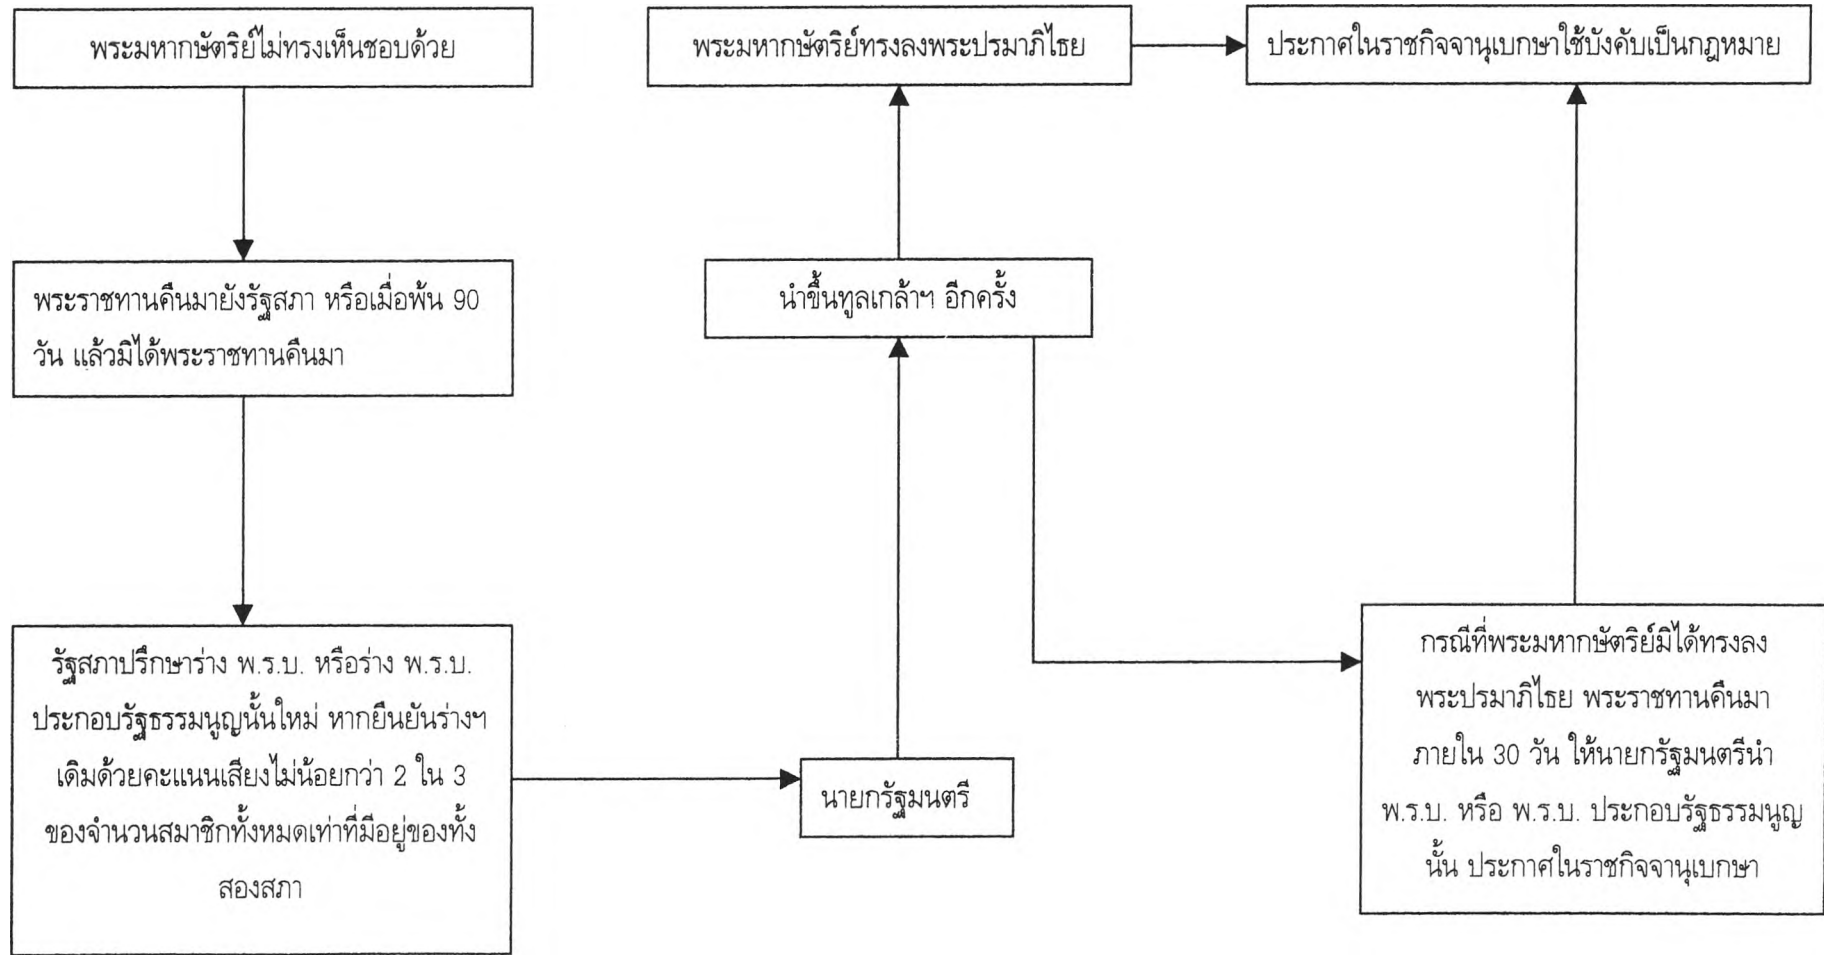 พระมหากษัตริย์ไม่ทรงเห็นชอบด้วย
พระราชทานคืนมายังรัฐสภา หรือเมื่อพ้น 90
วัน แล้วมิได้พระราชทานคืนมา
รัฐสภาปรึกษาร่าง พ.ร.บ. หรือร่าง พ.ร.บ.
ประกอบรัฐธรรมนูญนั้นใหม่ หากยืนยันร่างฯ
เดิมด้วยคะแนนเสียงไม่น้อยกว่า 2 ใน 3
ของจำนวนสมาชิกทั้งหมดเท่าที่มีอยู่ของทั้ง
สองสภา
นายกรัฐมนตรี
นำขึ้นทูลเกล้าฯ อีกครั้ง
พระมหากษัตริย์ทรงลงพระปรมาภิไธย
ประกาศในราชกิจจานุเบกษาใช้บังคับเป็นกฎหมาย
กรณีที่พระมหากษัตริย์มิได้ทรงลง
พระปรมาภิไธย พระราชทานคืนมา
ภายใน 30 วัน ให้นายกรัฐมนตรีนำ
พ.ร.บ. หรือ พ.ร.บ. ประกอบรัฐธรรมนูญ
นั้น ประกาศในราชกิจจานุเบกษา